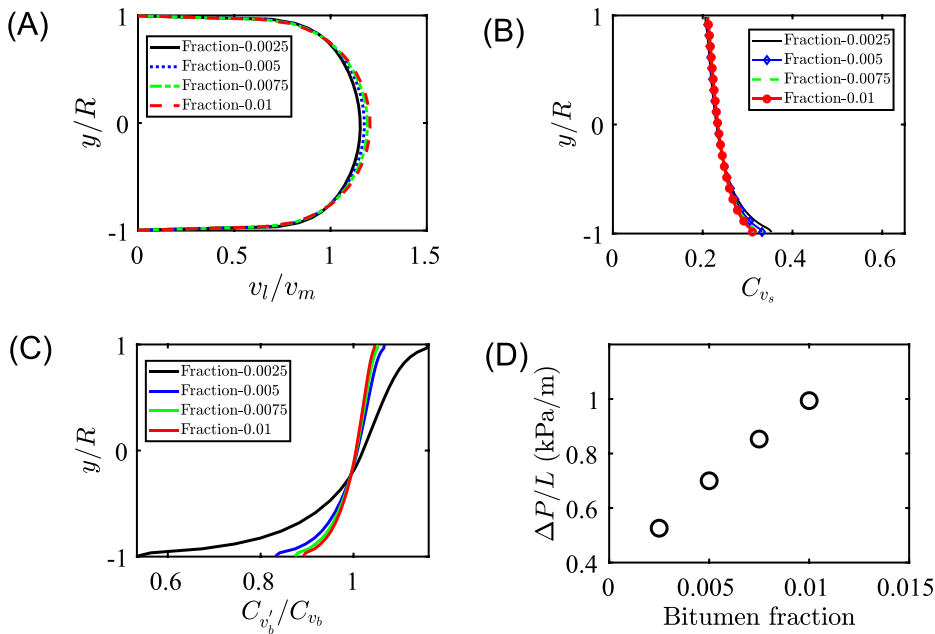 (A)
1
0
-1
y/R
Fraction-0.0025
Fraction-0.005
Fraction-0.0075
Fraction-0.01
0
0.5
1
1.5
v_l/v_m
(B)
1
0
-1
y/R
Fraction-0.0025
Fraction-0.005
Fraction-0.0075
Fraction-0.01
0
0.2
0.4
0.6
C_{v_s}
(C)
1
0
-1
y/R
Fraction-0.0025
Fraction-0.005
Fraction-0.0075
Fraction-0.01
0.6
0.8
1
C_{v_b'}/C_{v_b}
(D)
1
0.8
0.6
0.4
ΔP/L (kPa/m)
0
0.005
0.01
0.015
Bitumen fraction